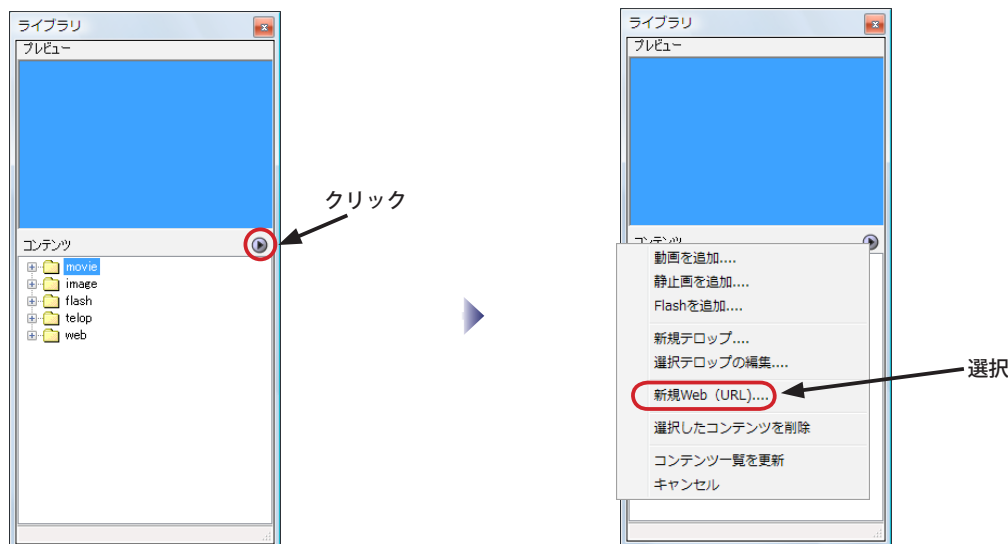 ライブラリ
プレビュー
クリック
コンテンツ
movie
image
flash
telop
web
ライブラリ
プレビュー
コンテンツ
動画を追加....
静止画を追加....
Flashを追加....
新規テロップ....
選択テロップの編集....
新規Web（URL)....
選択したコンテンツを削除
コンテンツ一覧を更新
キャンセル
選択